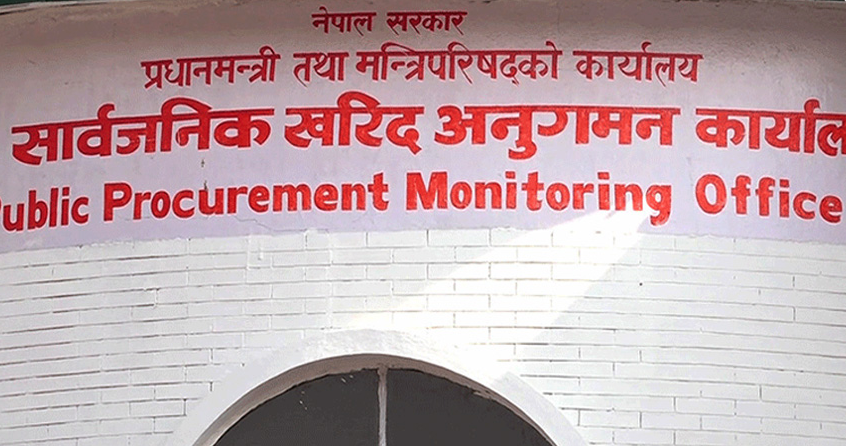 नेपाल सरकार
प्रधानमन्त्री तथा मन्त्रिपरिषद्को कार्यालय
सार्वजनिक खरिद अनुगमन कार्याल
ublic Procurement Monitoring Office